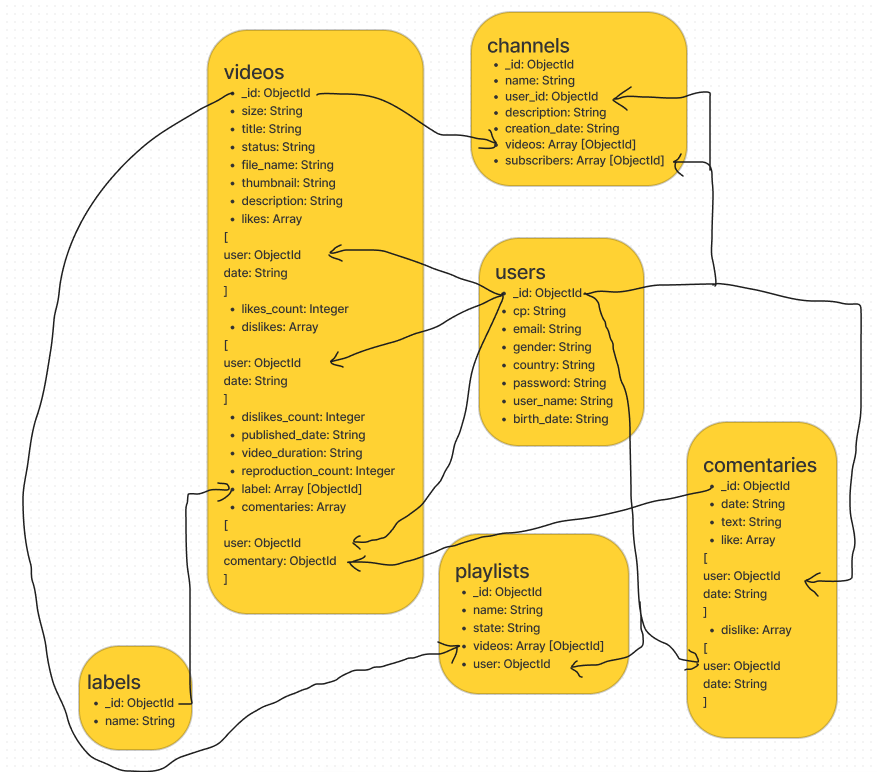 videos
_id: ObjectId
size: String
title: String
status: String
file_name: String
thumbnail: String
description: String
likes: Array
[
user: ObjectId
date: String
]
likes_count: Integer
dislikes: Array
[
user: ObjectId
date: String
]
dislikes_count: Integer
published_date: String
video_duration: String
reproduction_count: Integer
label: Array [ObjectId]
comentaries: Array
[
user: ObjectId
comentary: ObjectId
]
channels
_id: ObjectId
name: String
user_id: ObjectId
description: String
creation_date: String
videos: Array [ObjectId]
subscribers: Array [ObjectId]
users
_id: ObjectId
cp: String
email: String
gender: String
country: String
password: String
user_name: String
birth_date: String
comentaries
_id: ObjectId
date: String
text: String
like: Array
[
user: ObjectId
date: String
]
dislike: Array
[
user: ObjectId
date: String
]
playlists
_id: ObjectId
name: String
state: String
videos: Array [ObjectId]
user: ObjectId
labels
_id: ObjectId
name: String